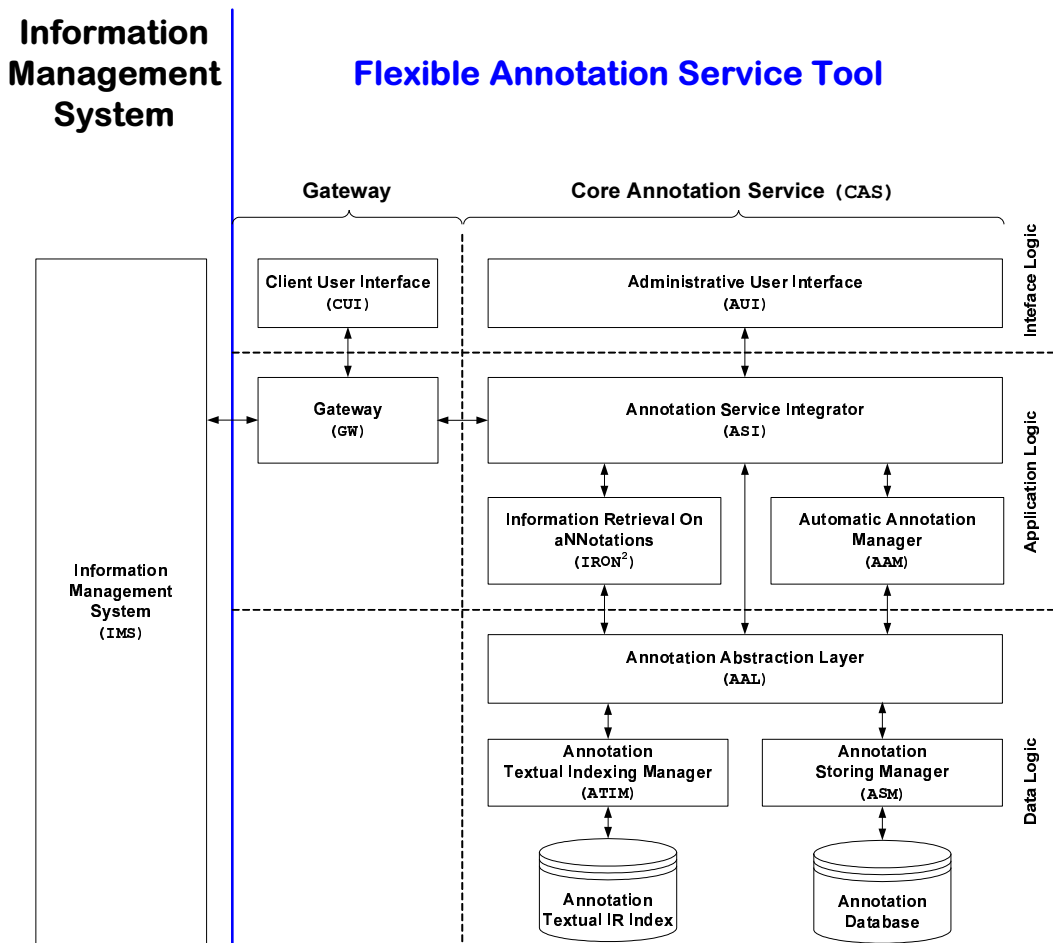 Information
Management
System
Flexible Annotation Service Tool
Gateway
Core Annotation Service (CAS)
Inteface Logic
Client User Interface
(CUI)
Administrative User Interface
(AUI)
Application Logic
Gateway
(GW)
Annotation Service Integrator
(ASI)
Information Retrieval On
aNNotations
(IRON²)
Automatic Annotation
Manager
(AAM)
Information
Management
System
(IMS)
Data Logic
Annotation Abstraction Layer
(AAL)
Annotation
Textual Indexing Manager
(ATIM)
Annotation
Storing Manager
(ASM)
Annotation
Textual IR Index
Annotation
Database